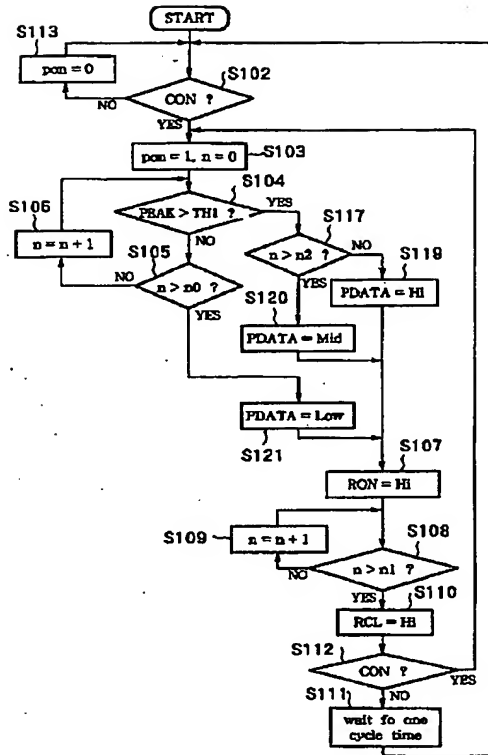 START
S113
pon = 0
S102
NO
CON ?
YES
pon = 1, n = 0
S103
S106
S104
YES
PEAK > TH1 ?
S117
n = n + 1
S105
NO
n > n2 ?
NO
S119
NO
n > n0 ?
S120
YES
PDATA = Hi
YES
PDATA = Mid
PDATA = Low
S121
S107
RON = Hi
S109
n = n + 1
S108
NO
n > n1 ?
YES
S110
RCL = Hi
S112
CON ?
S111
NO
YES
wait fo one
cycle time